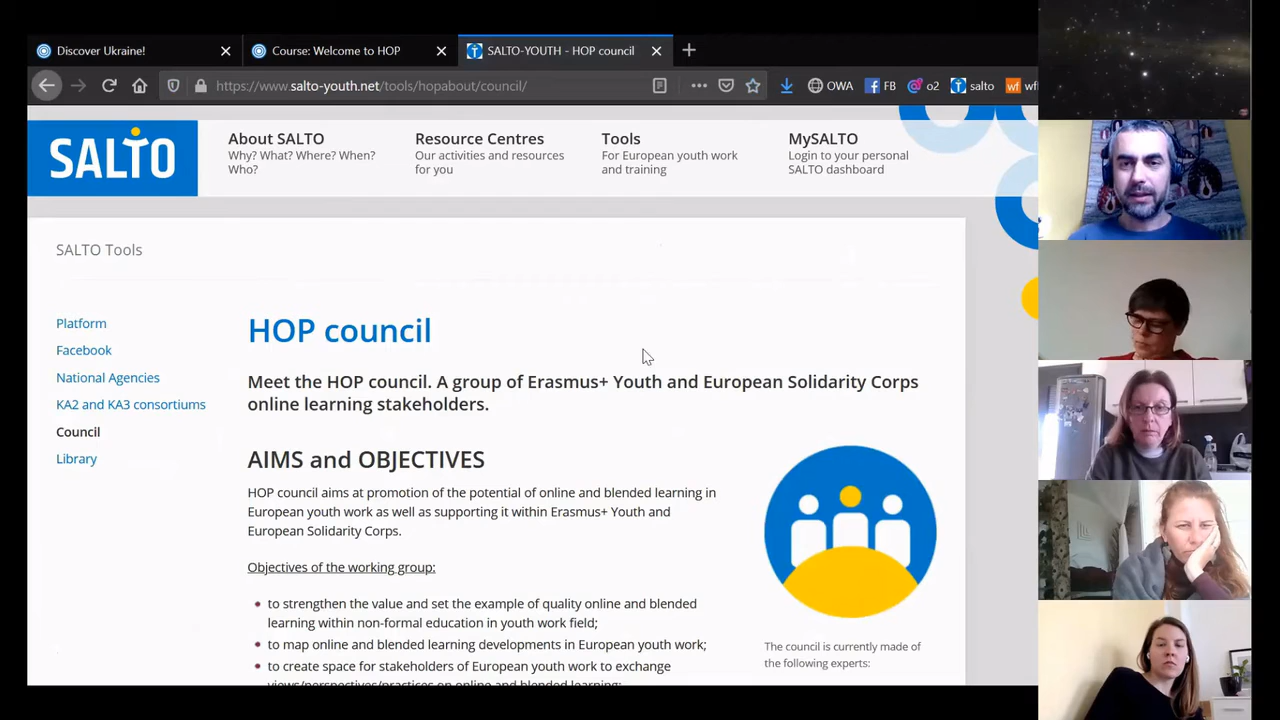 Discover Ukraine!
Course: Welcome to HOP
SALTO-YOUTH - HOP council
https://www.salto-youth.net/tools/hopabout/council/
OWA
FB
o2
salto
SALTO
About SALTO
Why? What? Where? When?
Who?
Resource Centres
Our activities and resources
for you
Tools
For European youth work
and training
MySALTO
Login to your personal
SALTO dashboard
SALTO Tools
Platform
Facebook
National Agencies
KA2 and KA3 consortiums
Council
Library
HOP council
Meet the HOP council. A group of Erasmus+ Youth and European Solidarity Corps
online learning stakeholders.
AIMS and OBJECTIVES
HOP council aims at promotion of the potential of online and blended learning in
European youth work as well as supporting it within Erasmus+ Youth and
European Solidarity Corps.
Objectives of the working group:
to strengthen the value and set the example of quality online and blended
learning within non-formal education in youth work field;
to map online and blended learning developments in European youth work;
to create space for stakeholders of European youth work to exchange
views/perspectives/practices on online and blended learning;
The council is currently made of
the following experts: